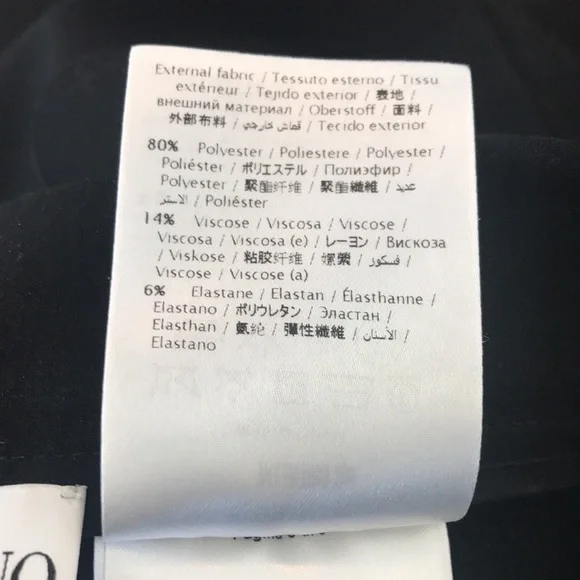 External fabric / Tessuto esterno / Tissu
extérieur / Tejido exterior / 表地 /
внешний материал / Oberstoff / 面料 /
外部布料 / قماش خارجي / Tecido exterior
80% Polyester / Poliestere / Polyester /
Poliéster / ポリエステル / Полиэфир /
Polyester / 聚酯纤维 / 聚酯纖維 / عديد
الاستر / Poliéster
14% Viscose / Viscosa / Viscose /
Viscosa / Viscosa (e) / レーヨン / Вискоза
/ Viskose / 粘胶纤维 / 嫘縈 / فسكوز /
Viscose / Viscose (a)
6% Elastane / Elastan / Élasthanne /
Elastano / ポリウレタン / Эластан /
Elasthan / 氨纶 / 彈性纖維 / الأسنان /
Elastano